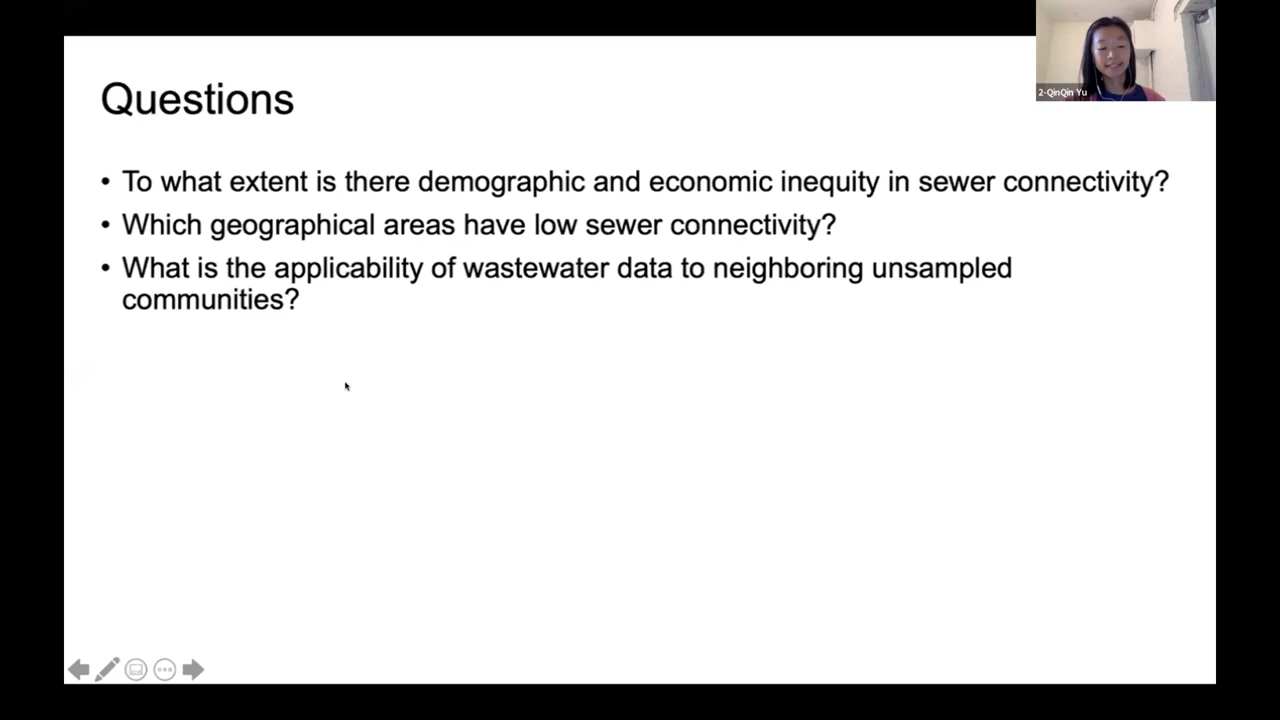 Questions
2-QinQin Yu
• To what extent is there demographic and economic inequity in sewer connectivity?
• Which geographical areas have low sewer connectivity?
• What is the applicability of wastewater data to neighboring unsampled
communities?